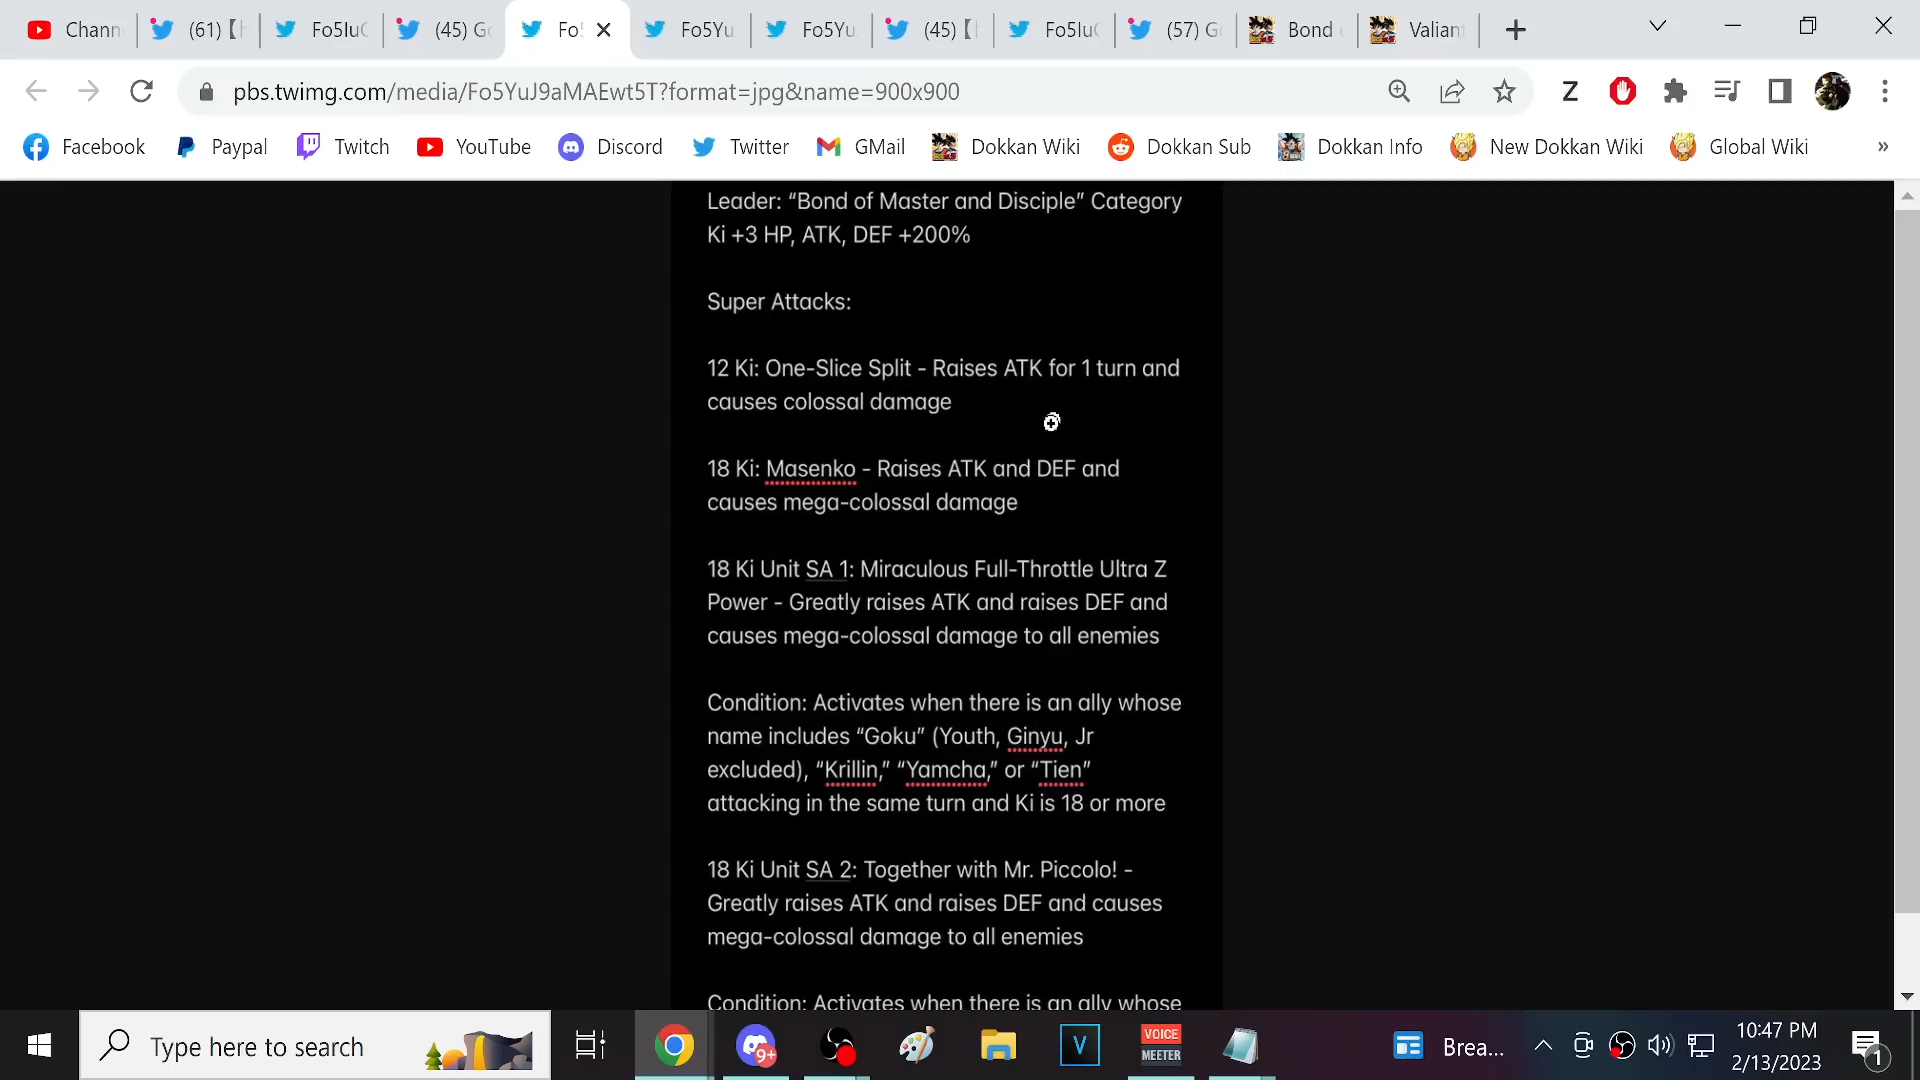 Chann
(61)
Fo5IuC
(45) Go
Fo5
Fo5Yu
Fo5Yu
(45)
Fo5IuC
(57) Go
Bond
Valiant
pbs.twimg.com/media/Fo5YuJ9aMAEwt5T?format=jpg&name=900x900
Z
Facebook
Paypal
Twitch
YouTube
Discord
Twitter
GMail
Dokkan Wiki
Dokkan Sub
Dokkan Info
New Dokkan Wiki
Global Wiki
»
Leader: “Bond of Master and Disciple” Category
Ki +3 HP, ATK, DEF +200%
Super Attacks:
12 Ki: One-Slice Split - Raises ATK for 1 turn and
causes colossal damage
18 Ki: Masenko - Raises ATK and DEF and
causes mega-colossal damage
18 Ki Unit SA 1: Miraculous Full-Throttle Ultra Z
Power - Greatly raises ATK and raises DEF and
causes mega-colossal damage to all enemies
Condition: Activates when there is an ally whose
name includes “Goku” (Youth, Ginyu, Jr
excluded), “Krillin,” “Yamcha,” or “Tien”
attacking in the same turn and Ki is 18 or more
18 Ki Unit SA 2: Together with Mr. Piccolo! -
Greatly raises ATK and raises DEF and causes
mega-colossal damage to all enemies
Condition: Activates when there is an ally whose
Type here to search
9+
V
VOICE
MEETER
Brea...
10:47 PM
2/13/2023
1